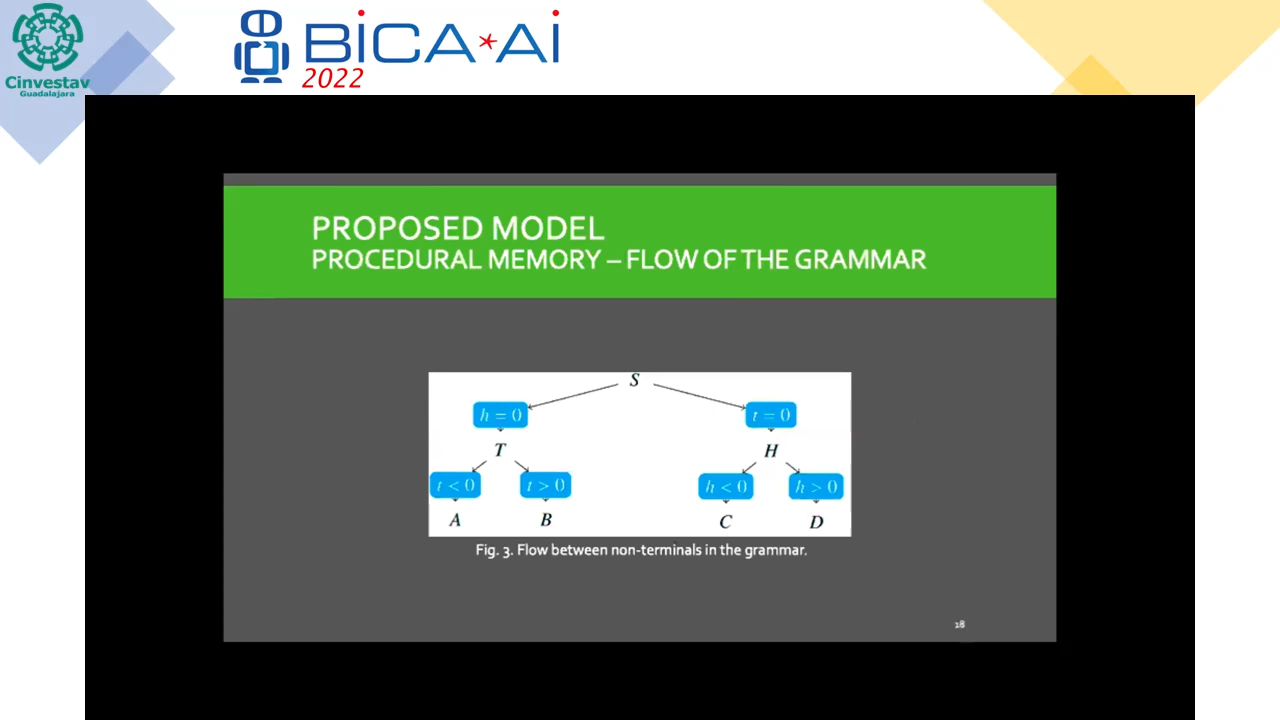 Cinvestav
Guadalajara
BiCA*Ai
2022
PROPOSED MODEL
PROCEDURAL MEMORY – FLOW OF THE GRAMMAR
S
h = 0
t = 0
T
H
t < 0
t > 0
h < 0
h > 0
A
B
C
D
Fig. 3. Flow between non-terminals in the grammar.
18